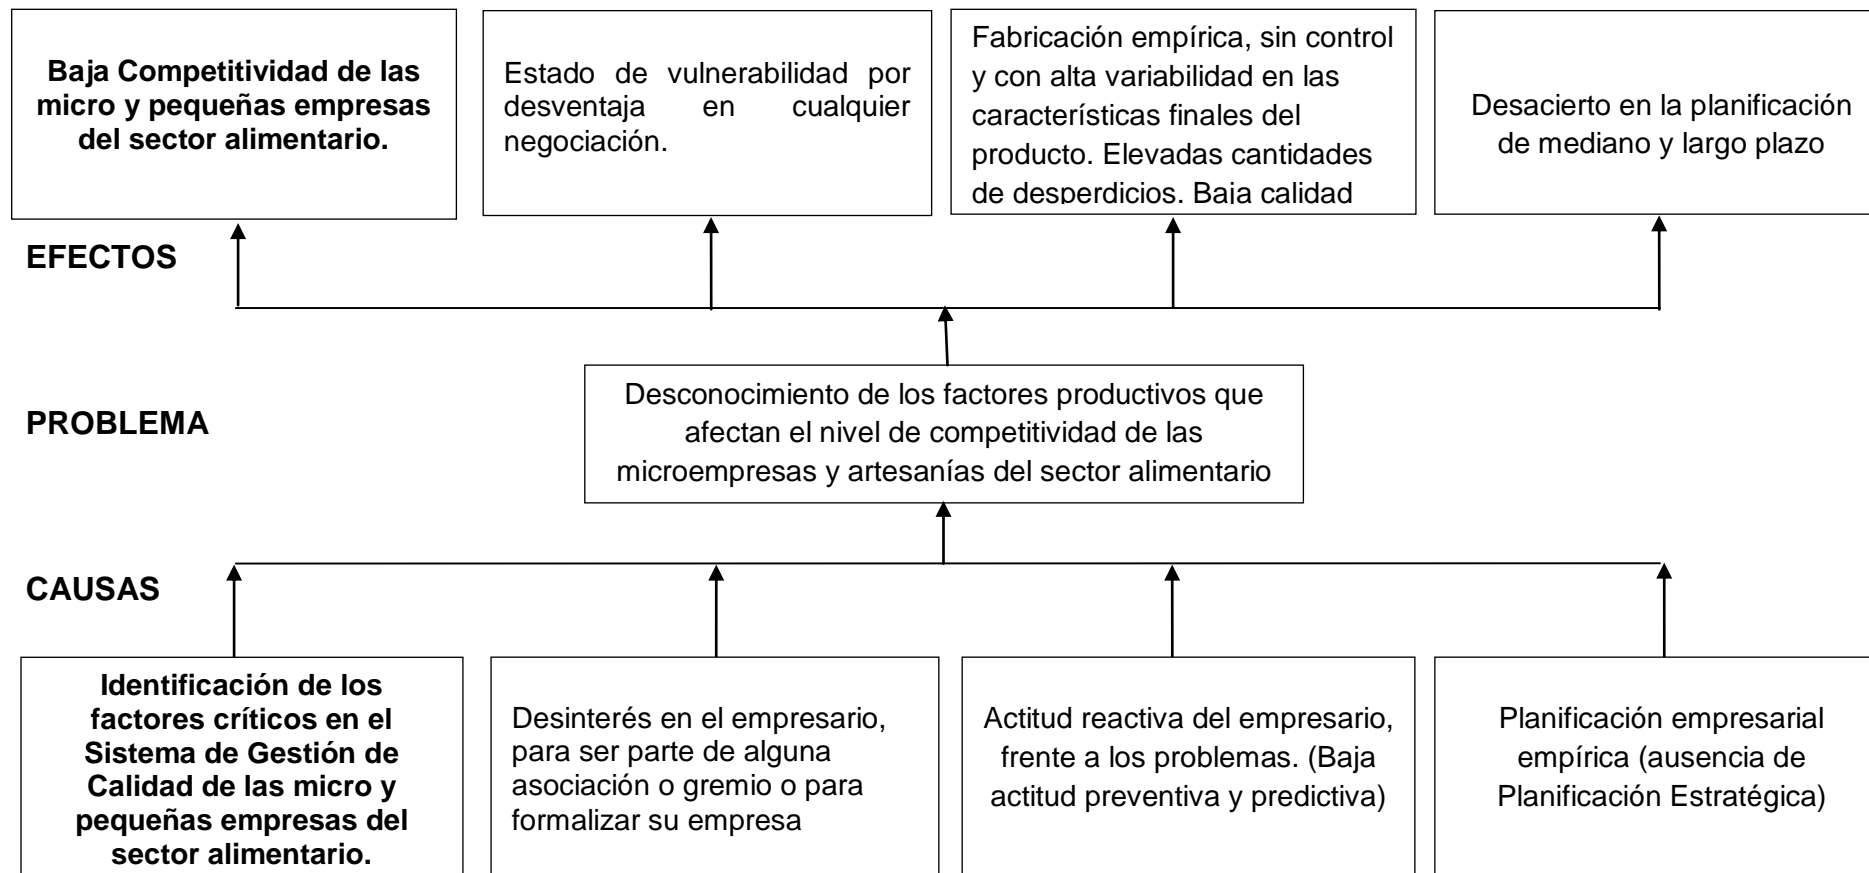 Baja Competitividad de las
micro y pequeñas empresas
del sector alimentario.
Estado de vulnerabilidad por
desventaja en cualquier
negociación.
Fabricación empírica, sin control
y con alta variabilidad en las
características finales del
producto. Elevadas cantidades
de desperdicios. Baja calidad
Desacierto en la planificación
de mediano y largo plazo
EFECTOS
PROBLEMA
Desconocimiento de los factores productivos que
afectan el nivel de competitividad de las
microempresas y artesanías del sector alimentario
CAUSAS
Identificación de los
factores críticos en el
Sistema de Gestión de
Calidad de las micro y
pequeñas empresas del
sector alimentario.
Desinterés en el empresario,
para ser parte de alguna
asociación o gremio o para
formalizar su empresa
Actitud reactiva del empresario,
frente a los problemas. (Baja
actitud preventiva y predictiva)
Planificación empresarial
empírica (ausencia de
Planificación Estratégica)